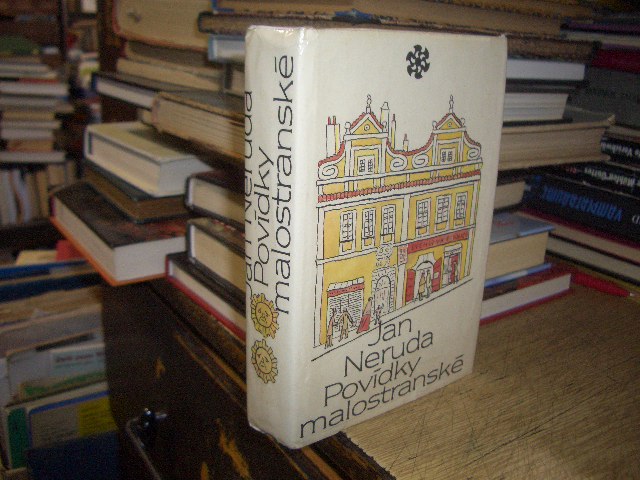 Jan Neruda
Povídky
malostranské
Jan
Neruda
Povídky
malostranské